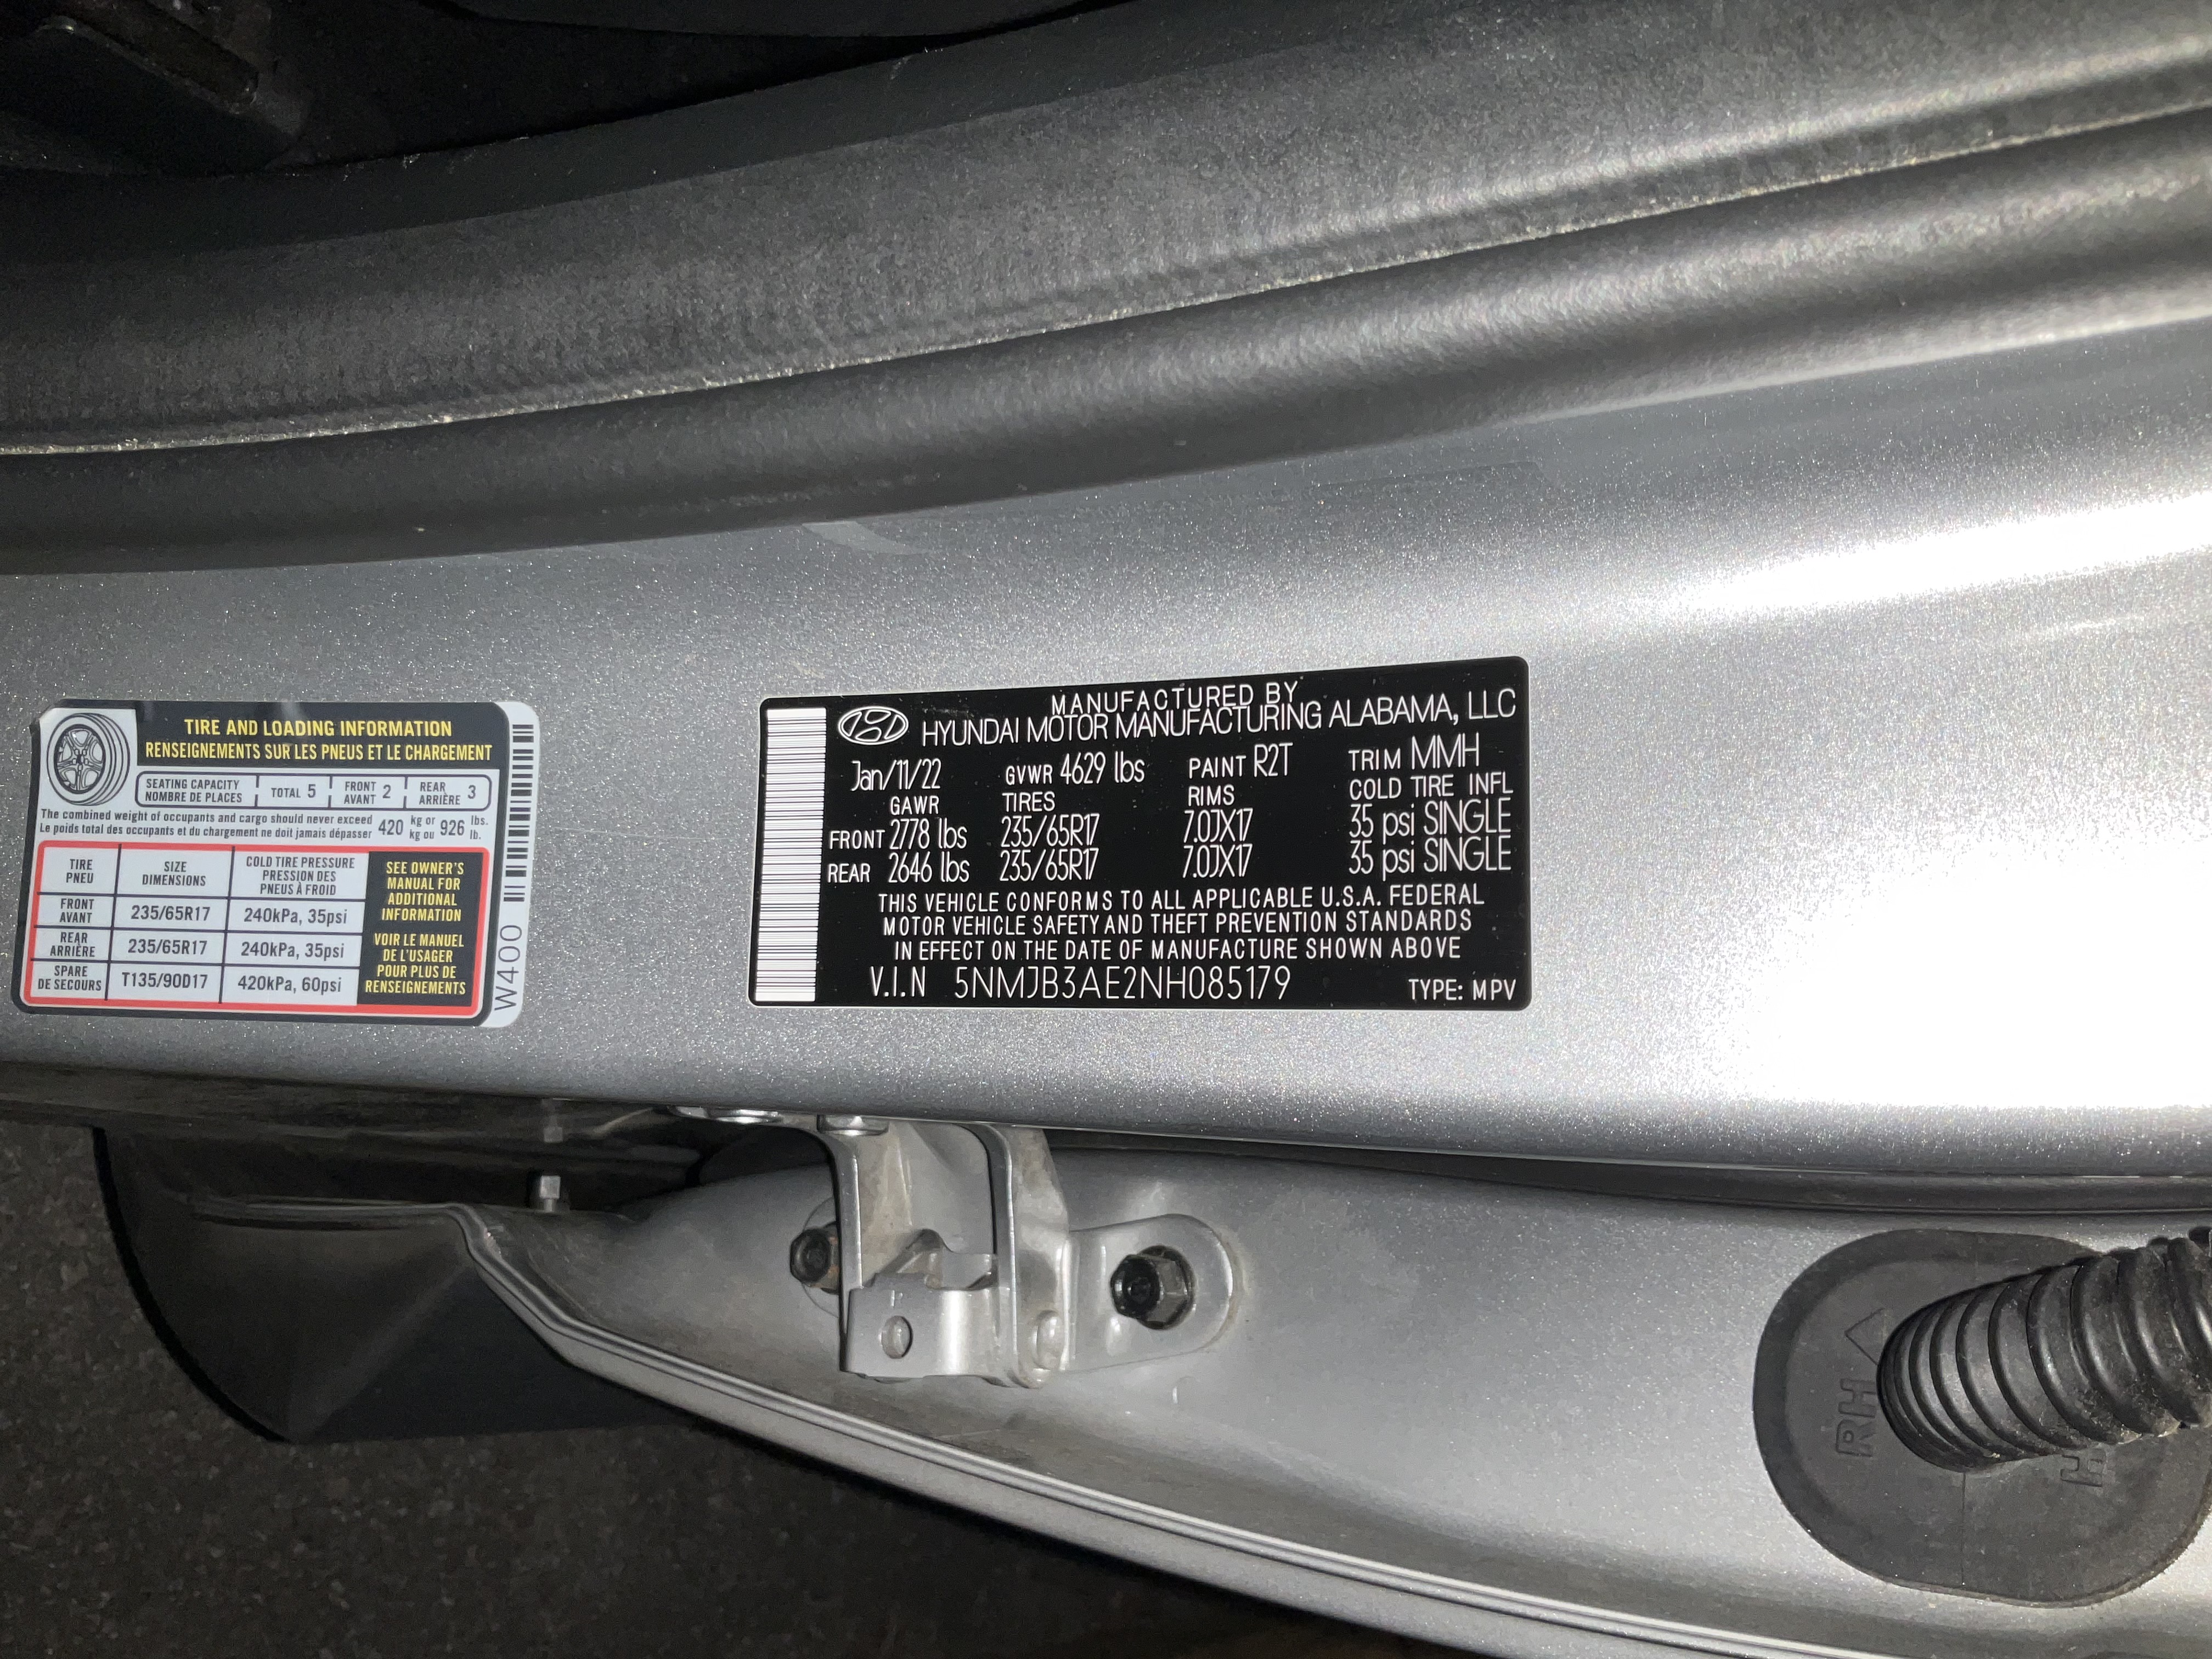 TIRE AND LOADING INFORMATION
RENSEIGNEMENTS SUR LES PNEUS ET LE CHARGEMENT
SEATING CAPACITY TOTAL 5 FRONT 2 REAR 3
NOMBRE DE PLACES AVANT ARRIÈRE
The combined weight of occupants and cargo should never exceed 420 kg or 926 lbs.
Le poids total des occupants et du chargement ne doit jamais dépasser kg ou lb.
TIRE PNEU SIZE DIMENSIONS COLD TIRE PRESSURE PRESSION DES PNEUS À FROID
FRONT AVANT 235/65R17 240kPa, 35psi
REAR ARRIÈRE 235/65R17 240kPa, 35psi
SPARE DE SECOURS T135/90D17 420kPa, 60psi
SEE OWNER'S
MANUAL FOR
ADDITIONAL
INFORMATION
VOIR LE MANUEL
DE L'USAGER
POUR PLUS DE
RENSEIGNEMENTS
W400
MANUFACTURED BY
HYUNDAI MOTOR MANUFACTURING ALABAMA, LLC
Jan/11/22 GVWR 4629 lbs PAINT R2T TRIM MMH
GAWR TIRES RIMS COLD TIRE INFL
FRONT 2778 lbs 235/65R17 7.0JX17 35 psi SINGLE
REAR 2646 lbs 235/65R17 7.0JX17 35 psi SINGLE
THIS VEHICLE CONFORMS TO ALL APPLICABLE U.S.A. FEDERAL
MOTOR VEHICLE SAFETY AND THEFT PREVENTION STANDARDS
IN EFFECT ON THE DATE OF MANUFACTURE SHOWN ABOVE
V.I.N 5NMJB3AE2NH085179 TYPE: MPV
RH
H